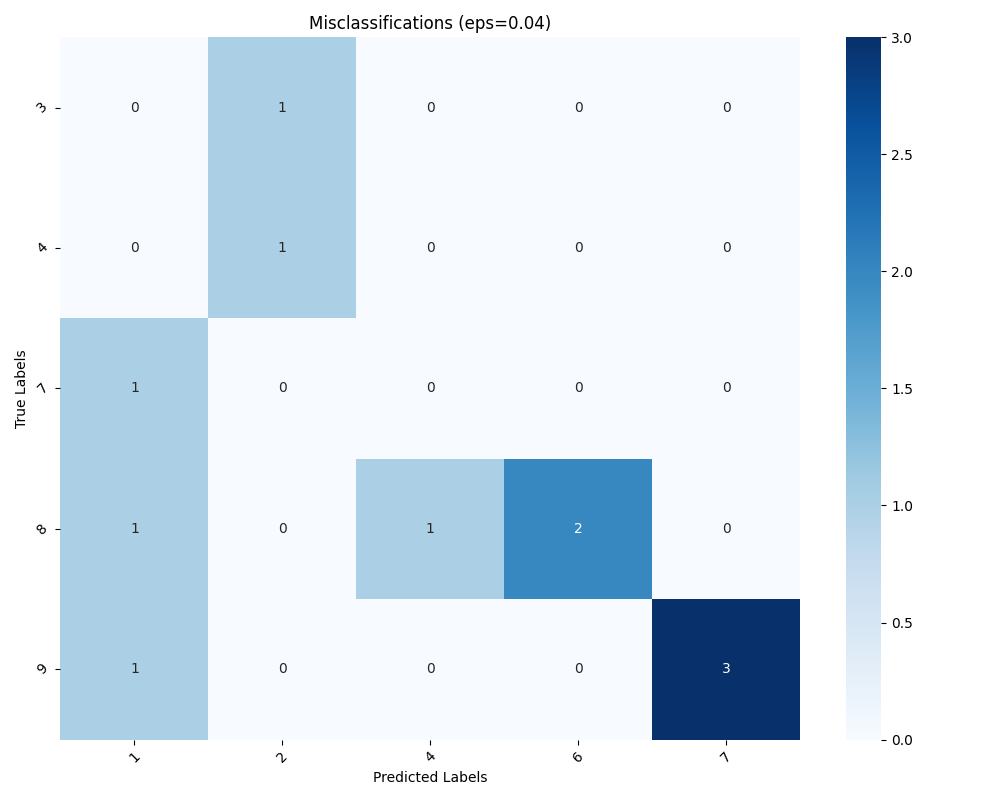 Misclassifications (eps=0.04)
3 0 1 0 0 0
4 0 1 0 0 0
7 1 0 0 0 0
8 1 0 1 2 0
9 1 0 0 0 3
1 2 4 6 7
Predicted Labels
True Labels
3.0
2.5
2.0
1.5
1.0
0.5
0.0